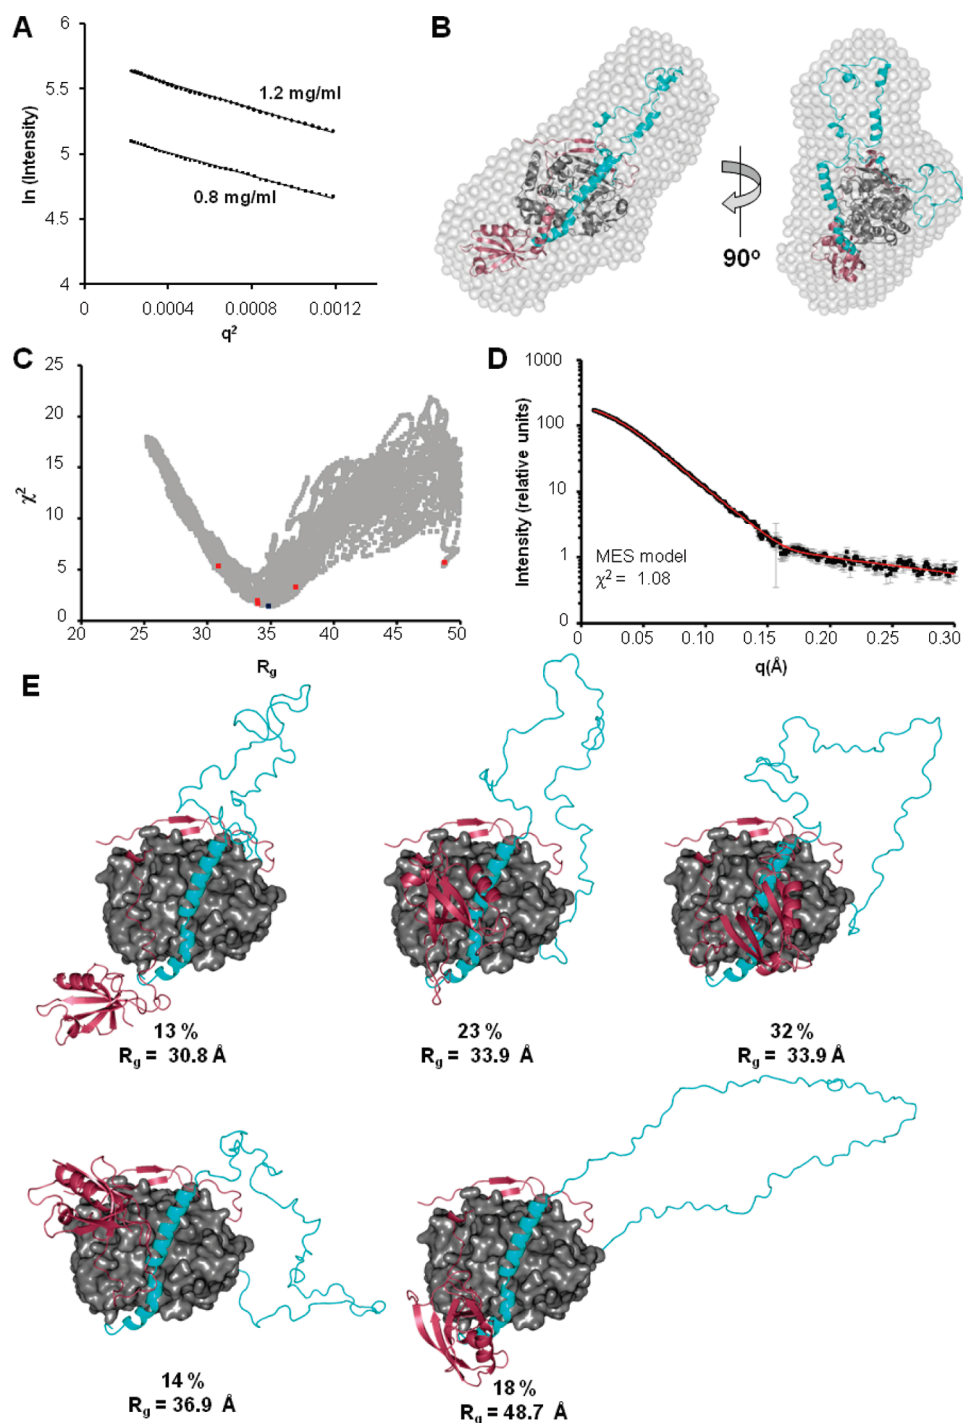 A
ln (Intensity)
6
5.5
5
4.5
4
1.2 mg/ml
0.8 mg/ml
0
0.0004
0.0008
0.0012
q²
B
90º
C
χ²
25
20
15
10
5
0
20
25
30
35
40
45
50
Rg
D
Intensity (relative units)
1000
100
10
1
0
MES model
χ² = 1.08
0
0.05
0.10
0.15
0.20
0.25
0.30
q(Å)
E
13 %
Rg = 30.8 Å
23 %
Rg = 33.9 Å
32 %
Rg = 33.9 Å
14 %
Rg = 36.9 Å
18 %
Rg = 48.7 Å